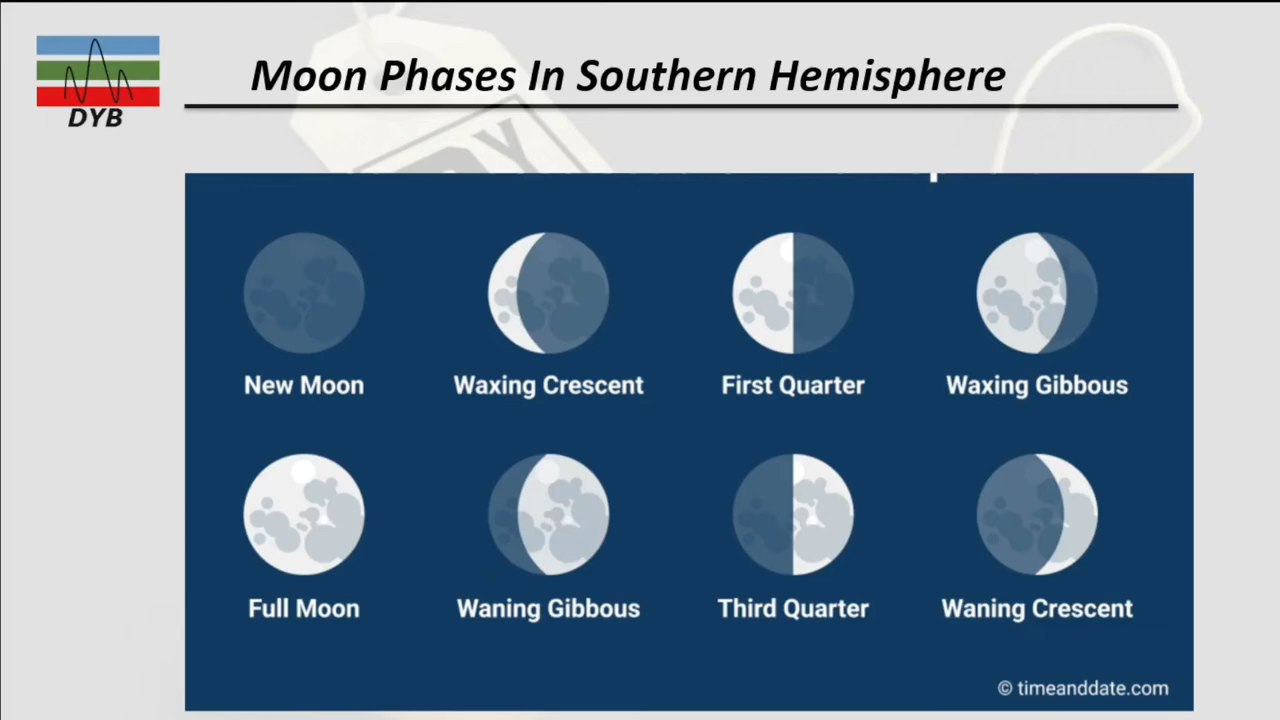 DYB
Moon Phases In Southern Hemisphere
New Moon
Waxing Crescent
First Quarter
Waxing Gibbous
Full Moon
Waning Gibbous
Third Quarter
Waning Crescent
© timeanddate.com